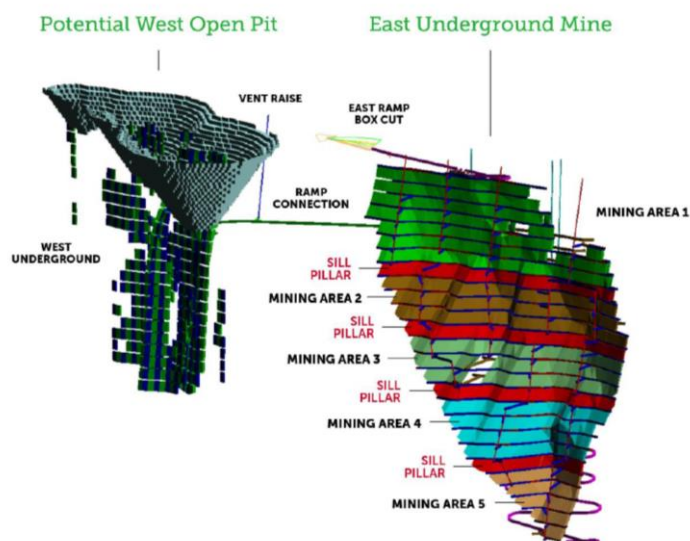 Potential West Open Pit
East Underground Mine
VENT RAISE
EAST RAMP
BOX CUT
RAMP
CONNECTION
MINING AREA 1
WEST
UNDERGROUND
SILL
PILLAR
MINING AREA 2
SILL
PILLAR
MINING AREA 3
SILL
PILLAR
MINING AREA 4
SILL
PILLAR
MINING AREA 5